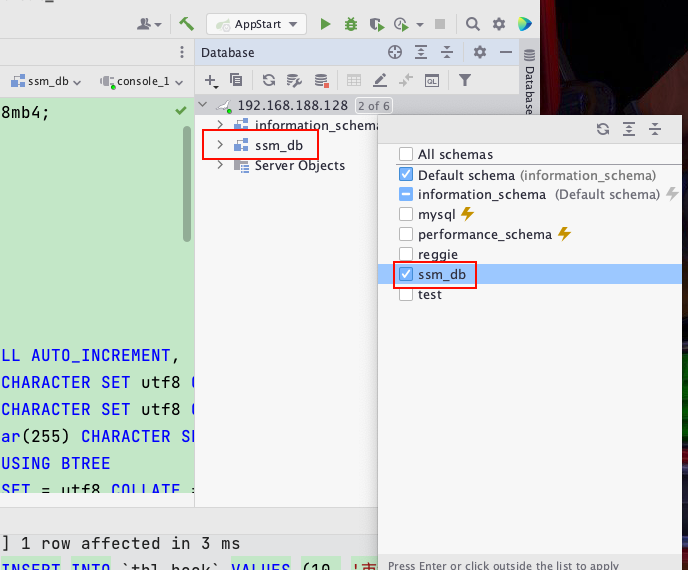 AppStart
Database
ssm_db
console_1
Database
8mb4;
192.168.188.128 2 of 6
information_schema
ssm_db
Server Objects
All schemas
Default schema (information_schema)
information_schema (Default schema)
mysql
performance_schema
reggie
ssm_db
test
LL AUTO_INCREMENT,
CHARACTER SET utf8
CHARACTER SET utf8
ar(255) CHARACTER
USING BTREE
SET = utf8 COLLATE =
] 1 row affected in 3 ms
INSERT INTO `tbl_book` VALUES (10,
Press Enter or click outside the list to apply